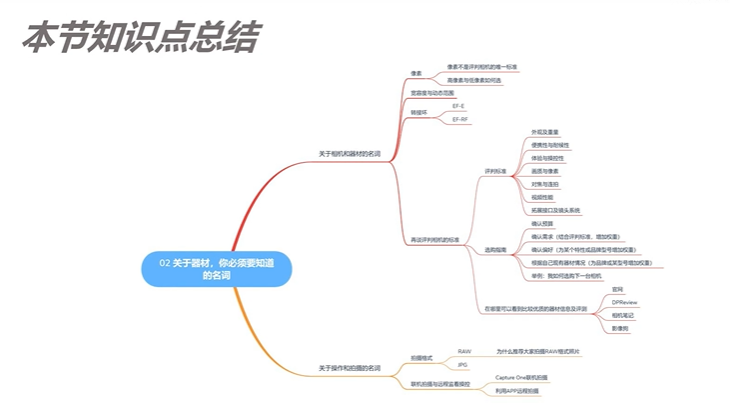 本节知识点总结
像素
像素不是评判相机的唯一标准
高像素与低像素如何选
宽容度与动态范围
转接环
EF-E
EF-RF
关于相机和器材的名词
评判标准
外观及重量
便携性与耐候性
体验与操控性
画质与像素
对焦与连拍
视频性能
拓展接口及镜头系统
再谈评判相机的标准
选购指南
确认预算
确认需求（结合评判标准，增加权重）
确认偏好（为某个特性或品牌型号增加权重）
根据自己现有器材情况（为品牌或某型号增加权重）
举例：我如何选购下一台相机
在哪里可以看到比较优质的器材信息及评测
官网
DPReview
相机笔记
影像狗
02 关于器材，你必须要知道
的名词
关于操作和拍摄的名词
拍摄格式
RAW
为什么推荐大家拍摄RAW格式照片
JPG
联机拍摄与远程监看操控
Capture One联机拍摄
利用APP远程拍摄